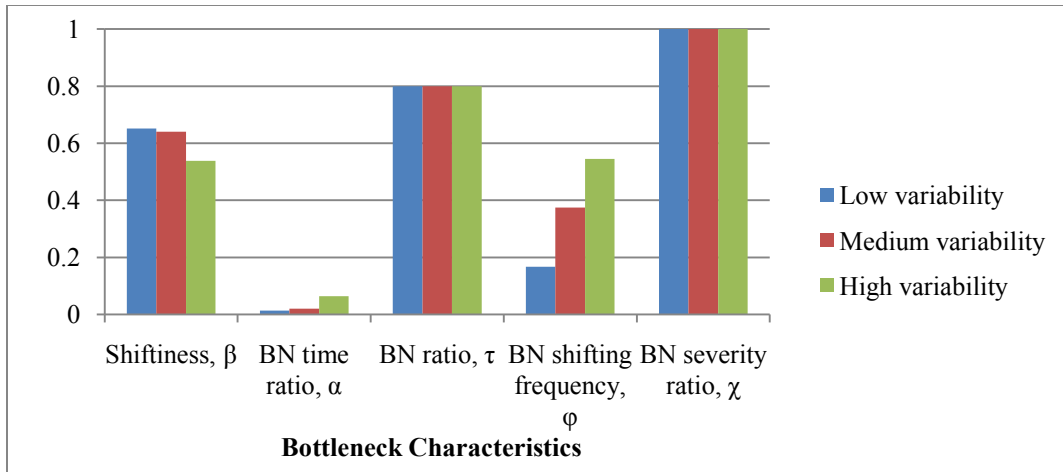 1
0.8
0.6
0.4
0.2
0
Shiftiness, β
BN time
ratio, α
BN ratio, τ
BN shifting
frequency,
φ
BN severity
ratio, χ
Bottleneck Characteristics
Low variability
Medium variability
High variability